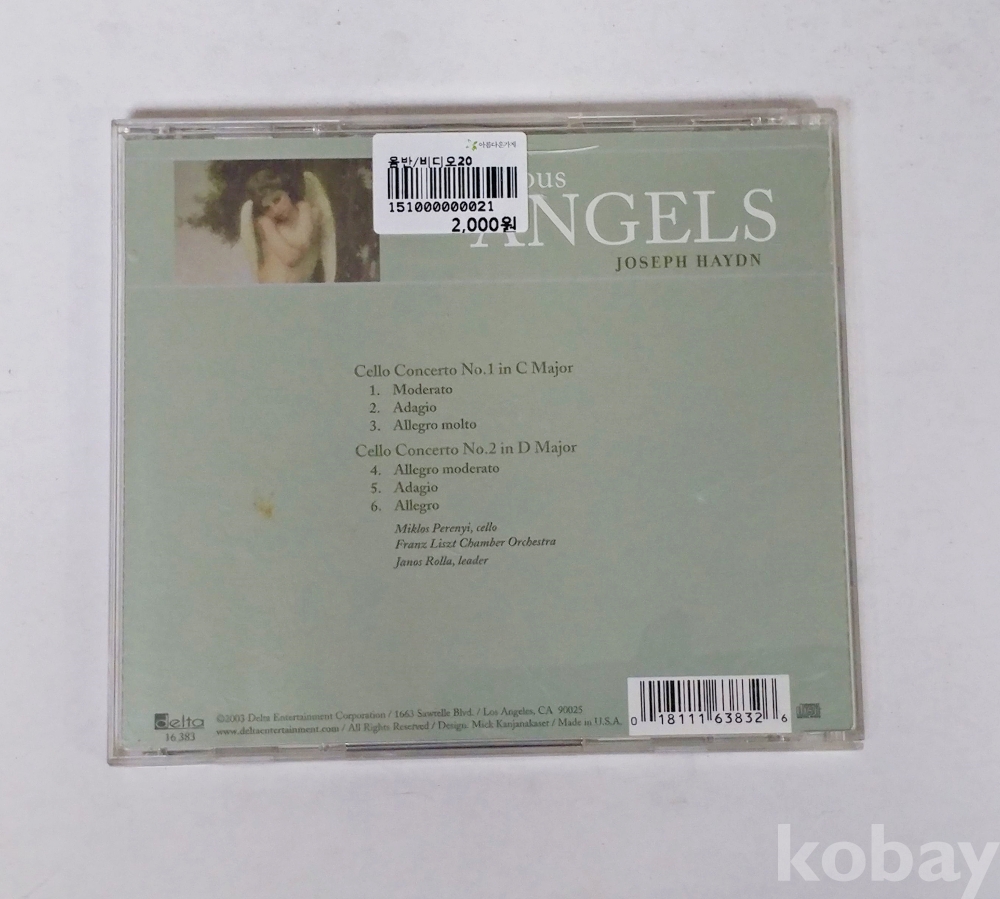 아름다운가게
음반/비디오20
151000000021
2,000원
ANGELS
JOSEPH HAYDN
Cello Concerto No.1 in C Major
1. Moderato
2. Adagio
3. Allegro molto
Cello Concerto No.2 in D Major
4. Allegro moderato
5. Adagio
6. Allegro
Miklos Perenyi, cello
Franz Liszt Chamber Orchestra
Janos Rolla, leader
delta
16 383
©2003 Delta Entertainment Corporation / 1663 Sawtelle Blvd. / Los Angeles, CA 90025
www.deltaentertainment.com / All Rights Reserved / Design. Mick Kanjanakaser / Made in U.S.A.
0 18111 63832 6
kobay